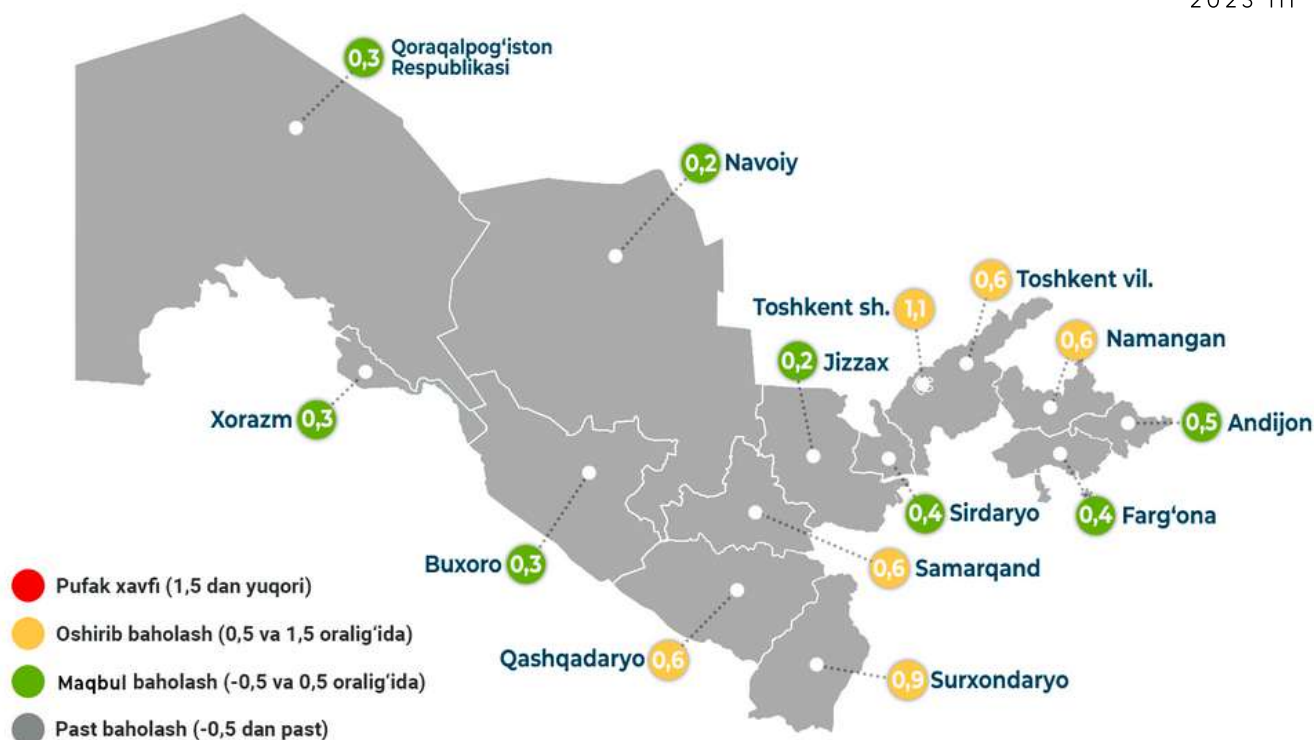 2023 III
0,3 Qoraqalpog‘iston
Respublikasi
0,2 Navoiy
0,6 Toshkent vil.
Toshkent sh. 1,1
0,6 Namangan
0,2 Jizzax
Xorazm 0,3
0,5 Andijon
0,4 Sirdaryo
0,4 Farg‘ona
Buxoro 0,3
0,6 Samarqand
Qashqadaryo 0,6
0,9 Surxondaryo
Pufak xavfi (1,5 dan yuqori)
Oshirib baholash (0,5 va 1,5 oralig‘ida)
Maqbul baholash (-0,5 va 0,5 oralig‘ida)
Past baholash (-0,5 dan past)